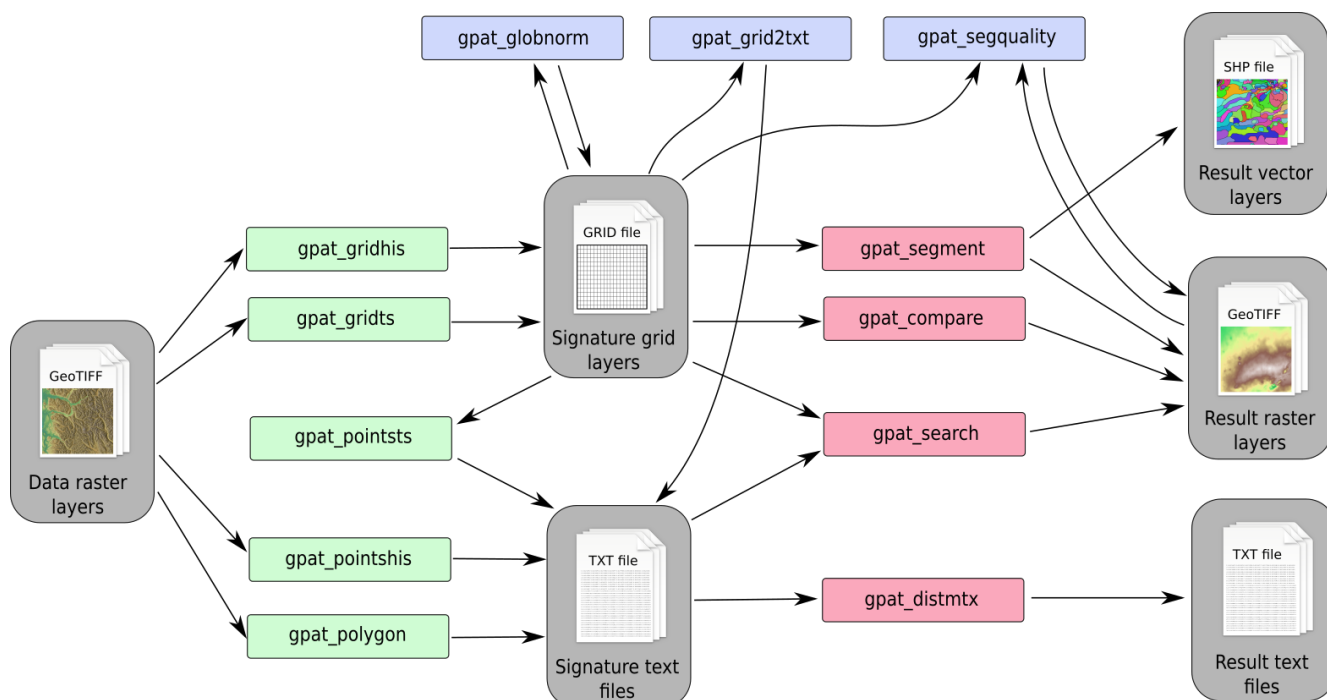 gpat_globnorm
gpat_grid2txt
gpat_segquality
SHP file
Result vector
layers
gpat_gridhis
GRID file
gpat_segment
gpat_gridts
Signature grid
layers
gpat_compare
GeoTIFF
Result raster
layers
GeoTIFF
Data raster
layers
gpat_pointsts
gpat_search
gpat_pointshis
TXT file
Signature text
files
gpat_distmtx
TXT file
Result text
files
gpat_polygon